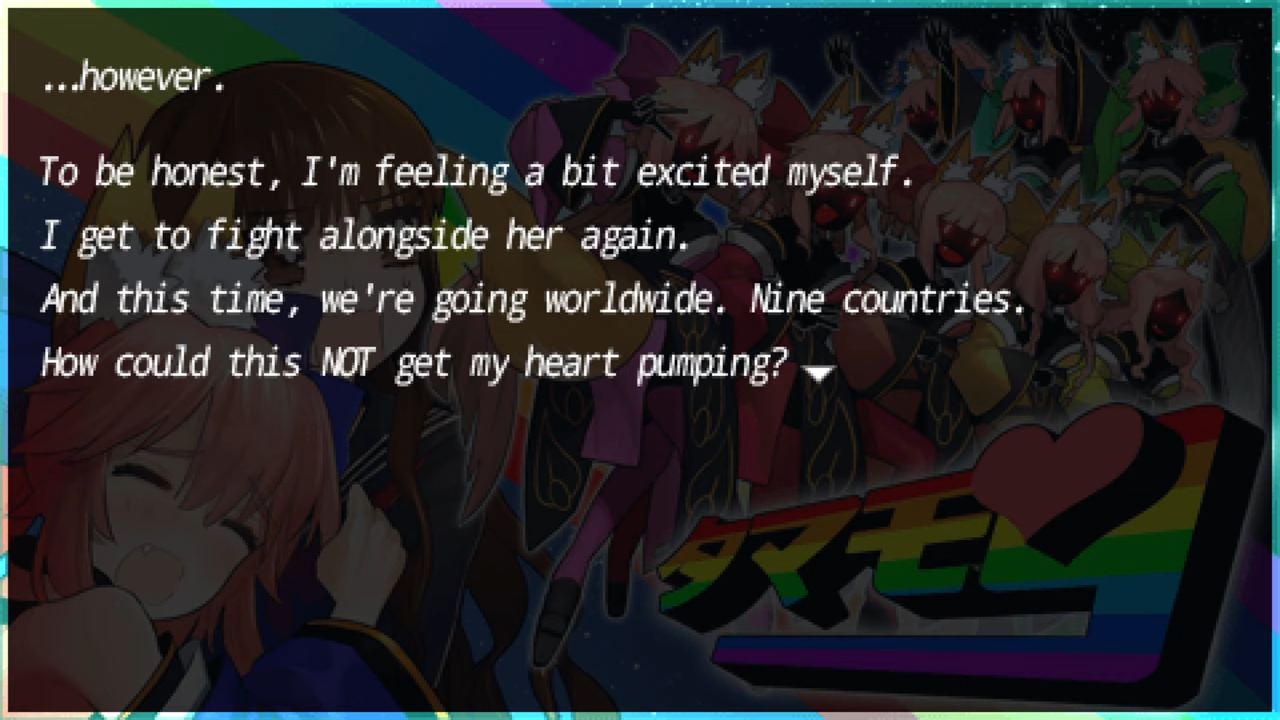 ...however.
To be honest, I'm feeling a bit excited myself.
I get to fight alongside her again.
And this time, we're going worldwide. Nine countries.
How could this NOT get my heart pumping?
タマモ